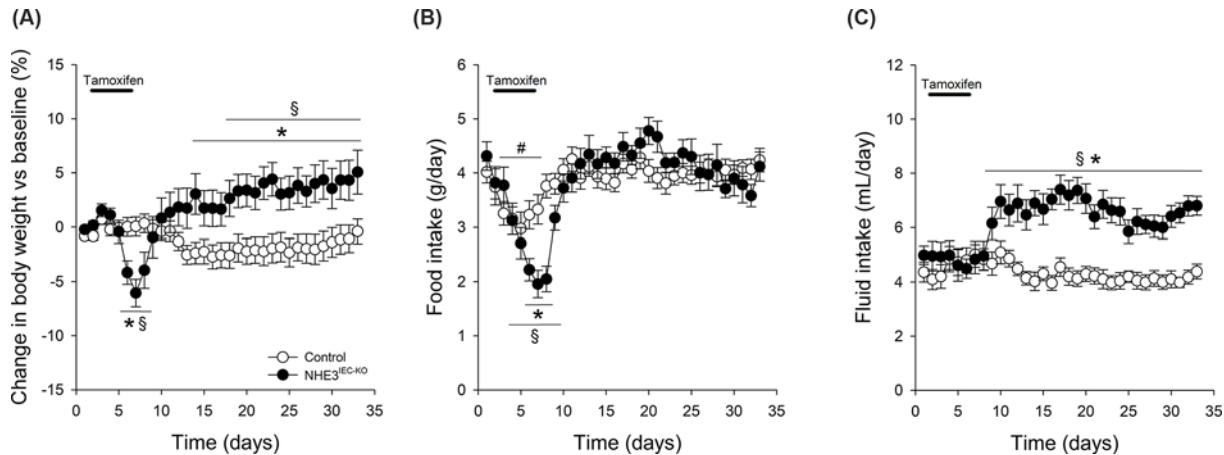 (A)
Change in body weight vs baseline (%)
15
10
5
0
-5
-10
-15
Tamoxifen
§
*
* §
Control
NHE3IEC-KO
0 5 10 15 20 25 30 35
Time (days)
(B)
Food intake (g/day)
6
5
4
3
2
1
0
Tamoxifen
#
*
§
0 5 10 15 20 25 30 35
Time (days)
(C)
Fluid intake (mL/day)
12
10
8
6
4
2
0
Tamoxifen
§ *
0 5 10 15 20 25 30 35
Time (days)